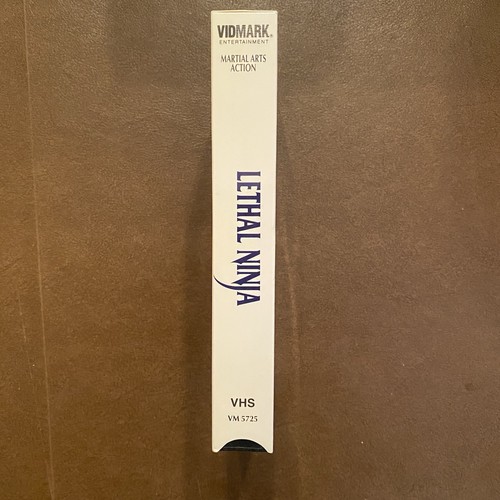 VIDMARK®
ENTERTAINMENT
MARTIAL ARTS
ACTION
LETHAL NINJA
VHS
VM 5725